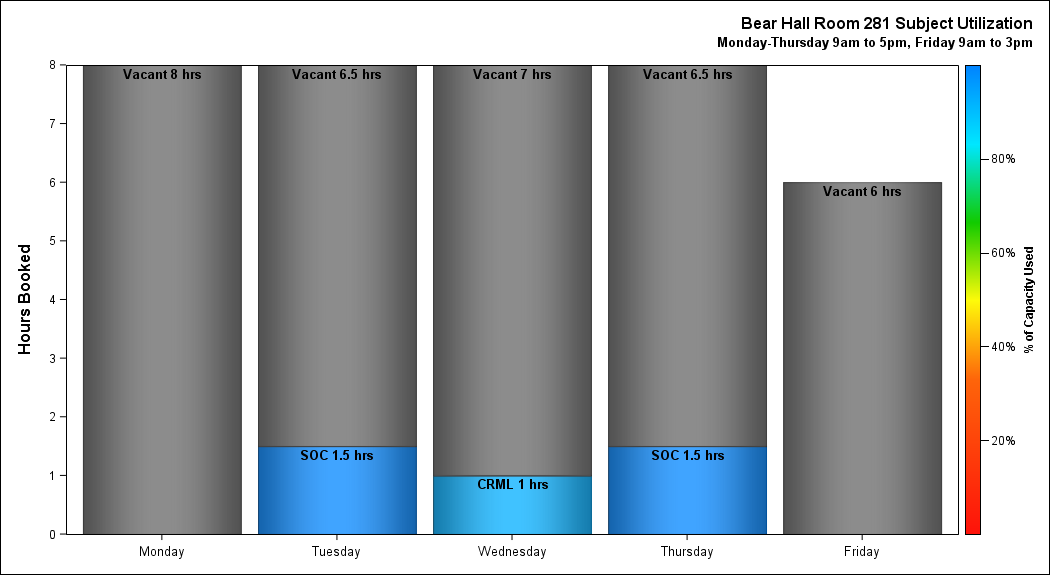 Bear Hall Room 281 Subject Utilization
Monday-Thursday 9am to 5pm, Friday 9am to 3pm
Hours Booked
8
7
6
5
4
3
2
1
0
Vacant 8 hrs
Vacant 6.5 hrs
Vacant 7 hrs
Vacant 6.5 hrs
Vacant 6 hrs
SOC 1.5 hrs
CRML 1 hrs
SOC 1.5 hrs
Monday
Tuesday
Wednesday
Thursday
Friday
80%
60%
40%
20%
% of Capacity Used